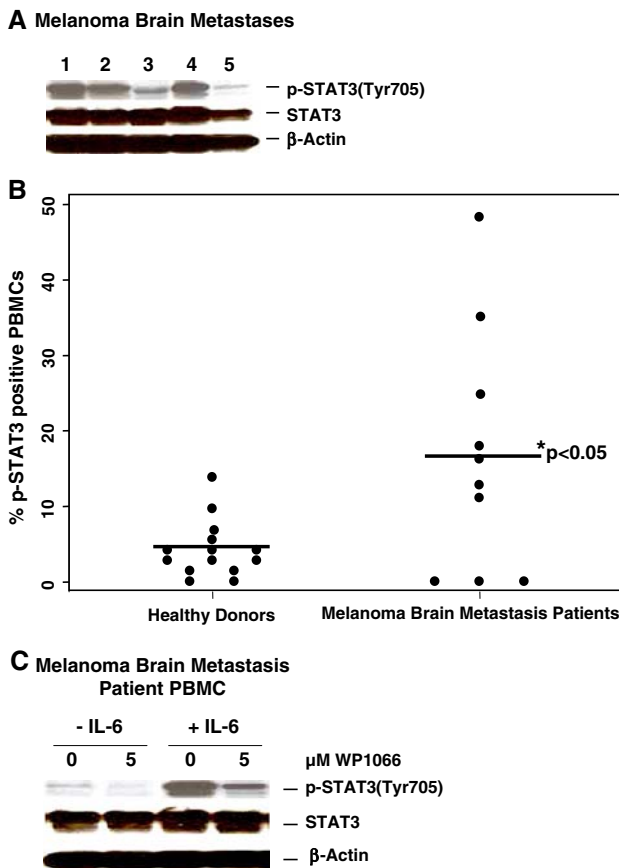 A Melanoma Brain Metastases
1 2 3 4 5
p-STAT3(Tyr705)
STAT3
β-Actin
B
% p-STAT3 positive PBMCs
50
40
30
20
10
0
*p<0.05
Healthy Donors Melanoma Brain Metastasis Patients
C Melanoma Brain Metastasis
Patient PBMC
- IL-6 + IL-6
0 5 0 5 µM WP1066
p-STAT3(Tyr705)
STAT3
β-Actin